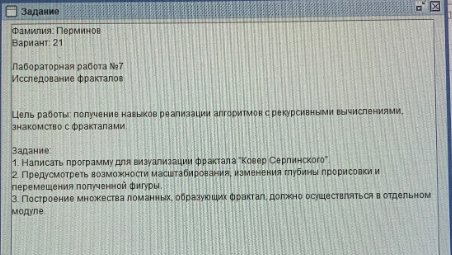 Задание
Фамилия: Перминов
Вариант: 21
Лабораторная работа №7
Исследование фракталов
Цель работы: получение навыков реализации алгоритмов с рекурсивными вычислениями,
знакомство с фракталами.
Задание:
1. Написать программу для визуализации фрактала "Ковер Серпинского".
2. Предусмотреть возможности масштабирования, изменения глубины прорисовки и
перемещения полученной фигуры.
3. Построение множества ломанных, образующих фрактал, должно осуществляться в отдельном
модуле.